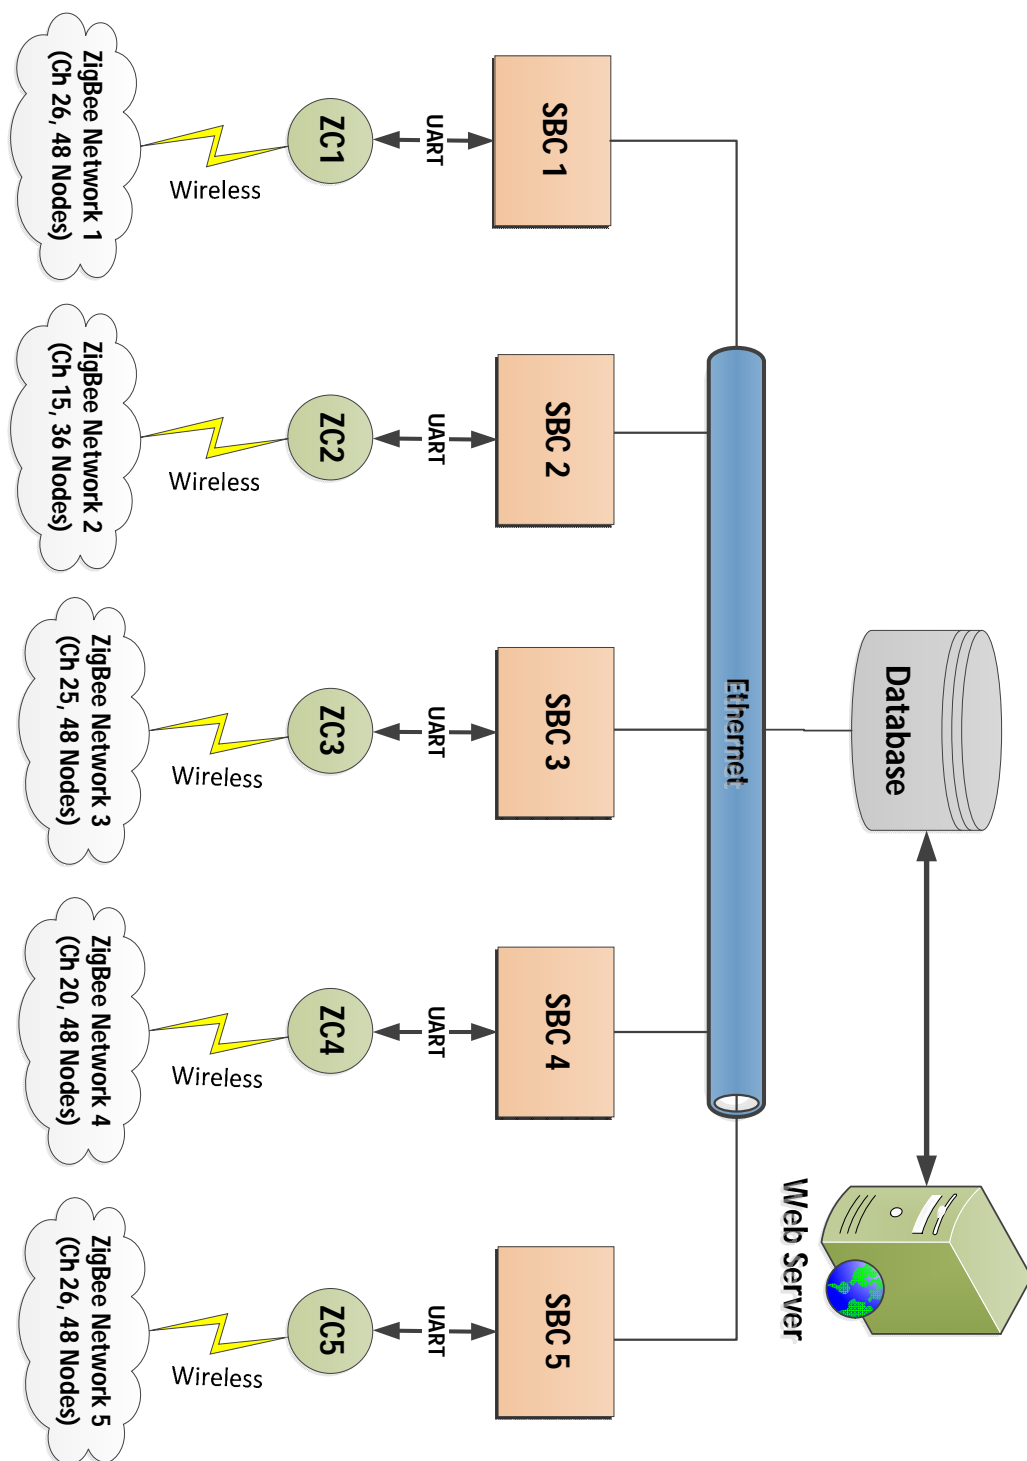 Web Server
Database
Ethernet
SBC 1
SBC 2
SBC 3
SBC 4
SBC 5
UART
UART
UART
UART
UART
ZC1
ZC2
ZC3
ZC4
ZC5
Wireless
Wireless
Wireless
Wireless
Wireless
ZigBee Network 1
(Ch 26, 48 Nodes)
ZigBee Network 2
(Ch 15, 36 Nodes)
ZigBee Network 3
(Ch 25, 48 Nodes)
ZigBee Network 4
(Ch 20, 48 Nodes)
ZigBee Network 5
(Ch 26, 48 Nodes)